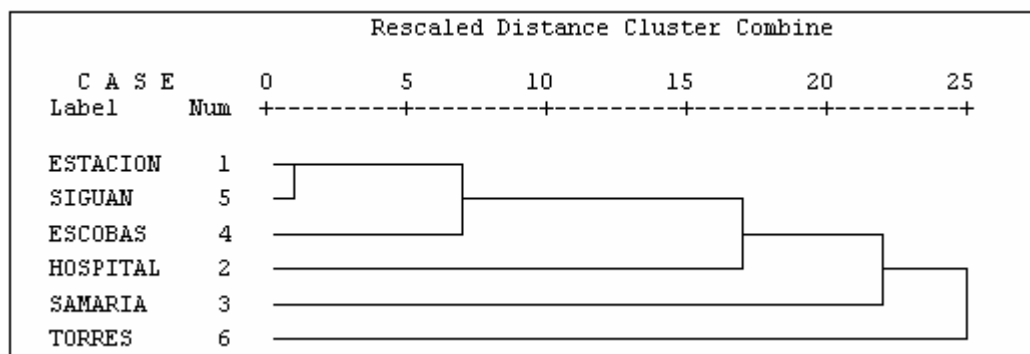 Rescaled Distance Cluster Combine
C A S E 0 5 10 15 20 25
Label Num +---------+---------+---------+---------+---------+
ESTACION 1
SIGUAN 5
ESCOBAS 4
HOSPITAL 2
SAMARIA 3
TORRES 6